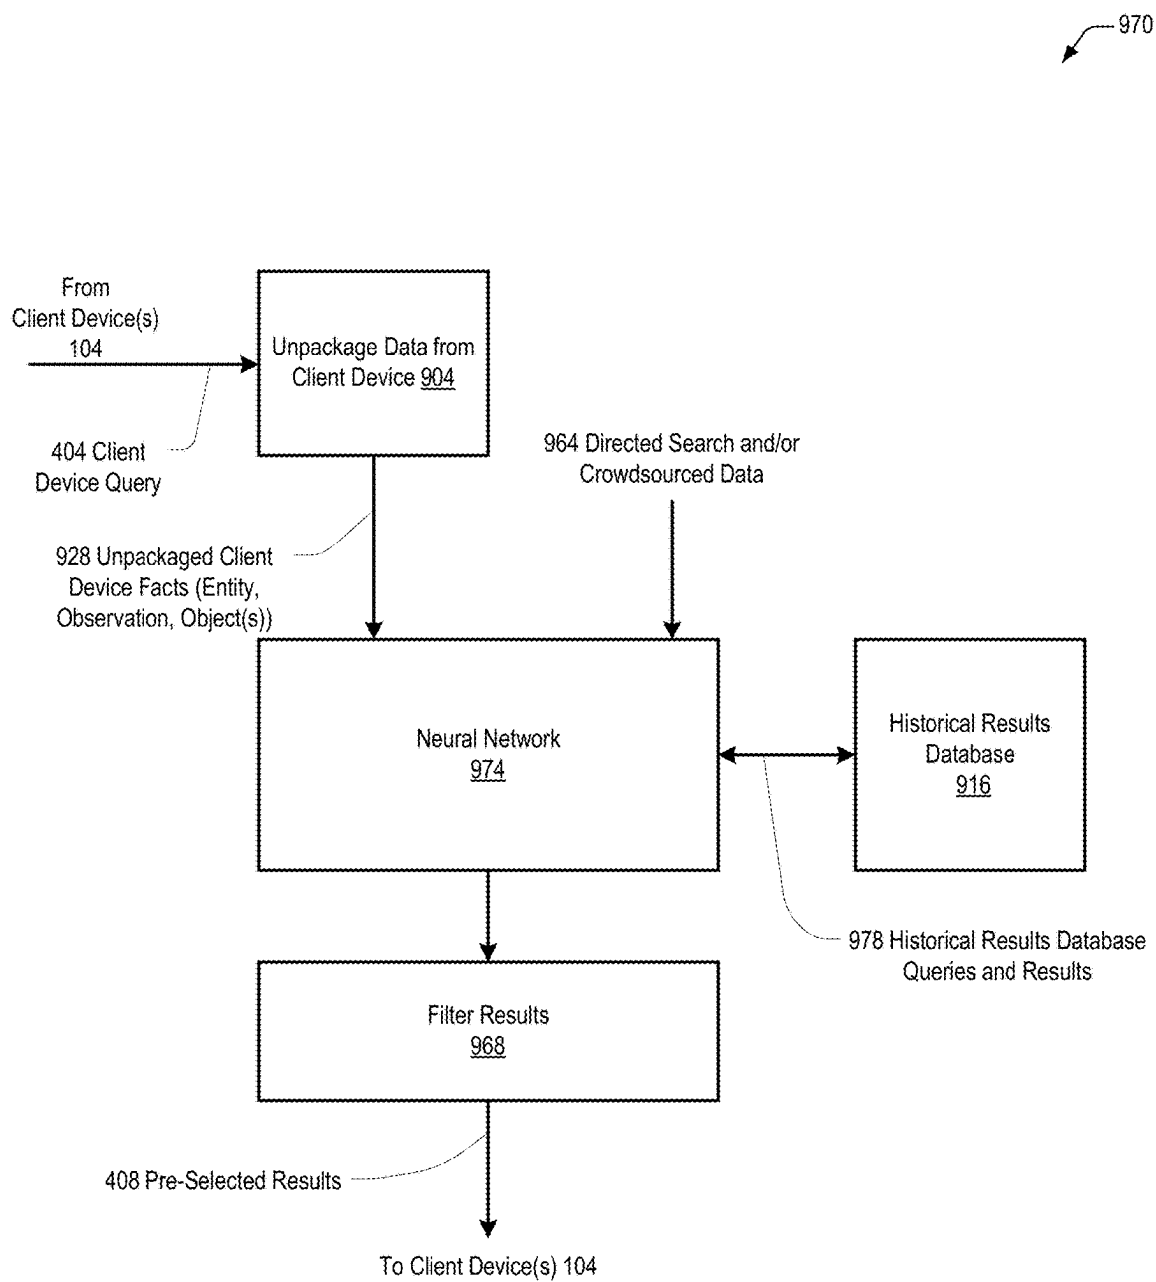 970
From
Client Device(s)
104
Unpackage Data from
Client Device 904
404 Client
Device Query
964 Directed Search and/or
Crowdsourced Data
928 Unpackaged Client
Device Facts (Entity,
Observation, Object(s))
Neural Network
974
Historical Results
Database
916
978 Historical Results Database
Queries and Results
Filter Results
968
408 Pre-Selected Results
To Client Device(s) 104